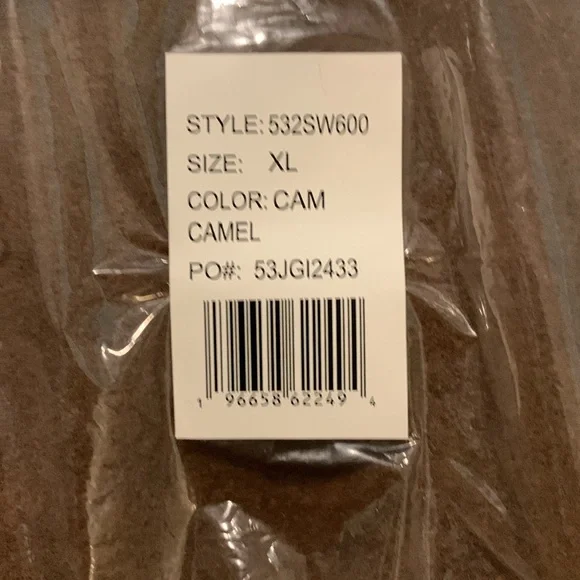 STYLE: 532SW600
SIZE: XL
COLOR: CAM
CAMEL
PO#: 53JGI2433
1 96658 62249 4